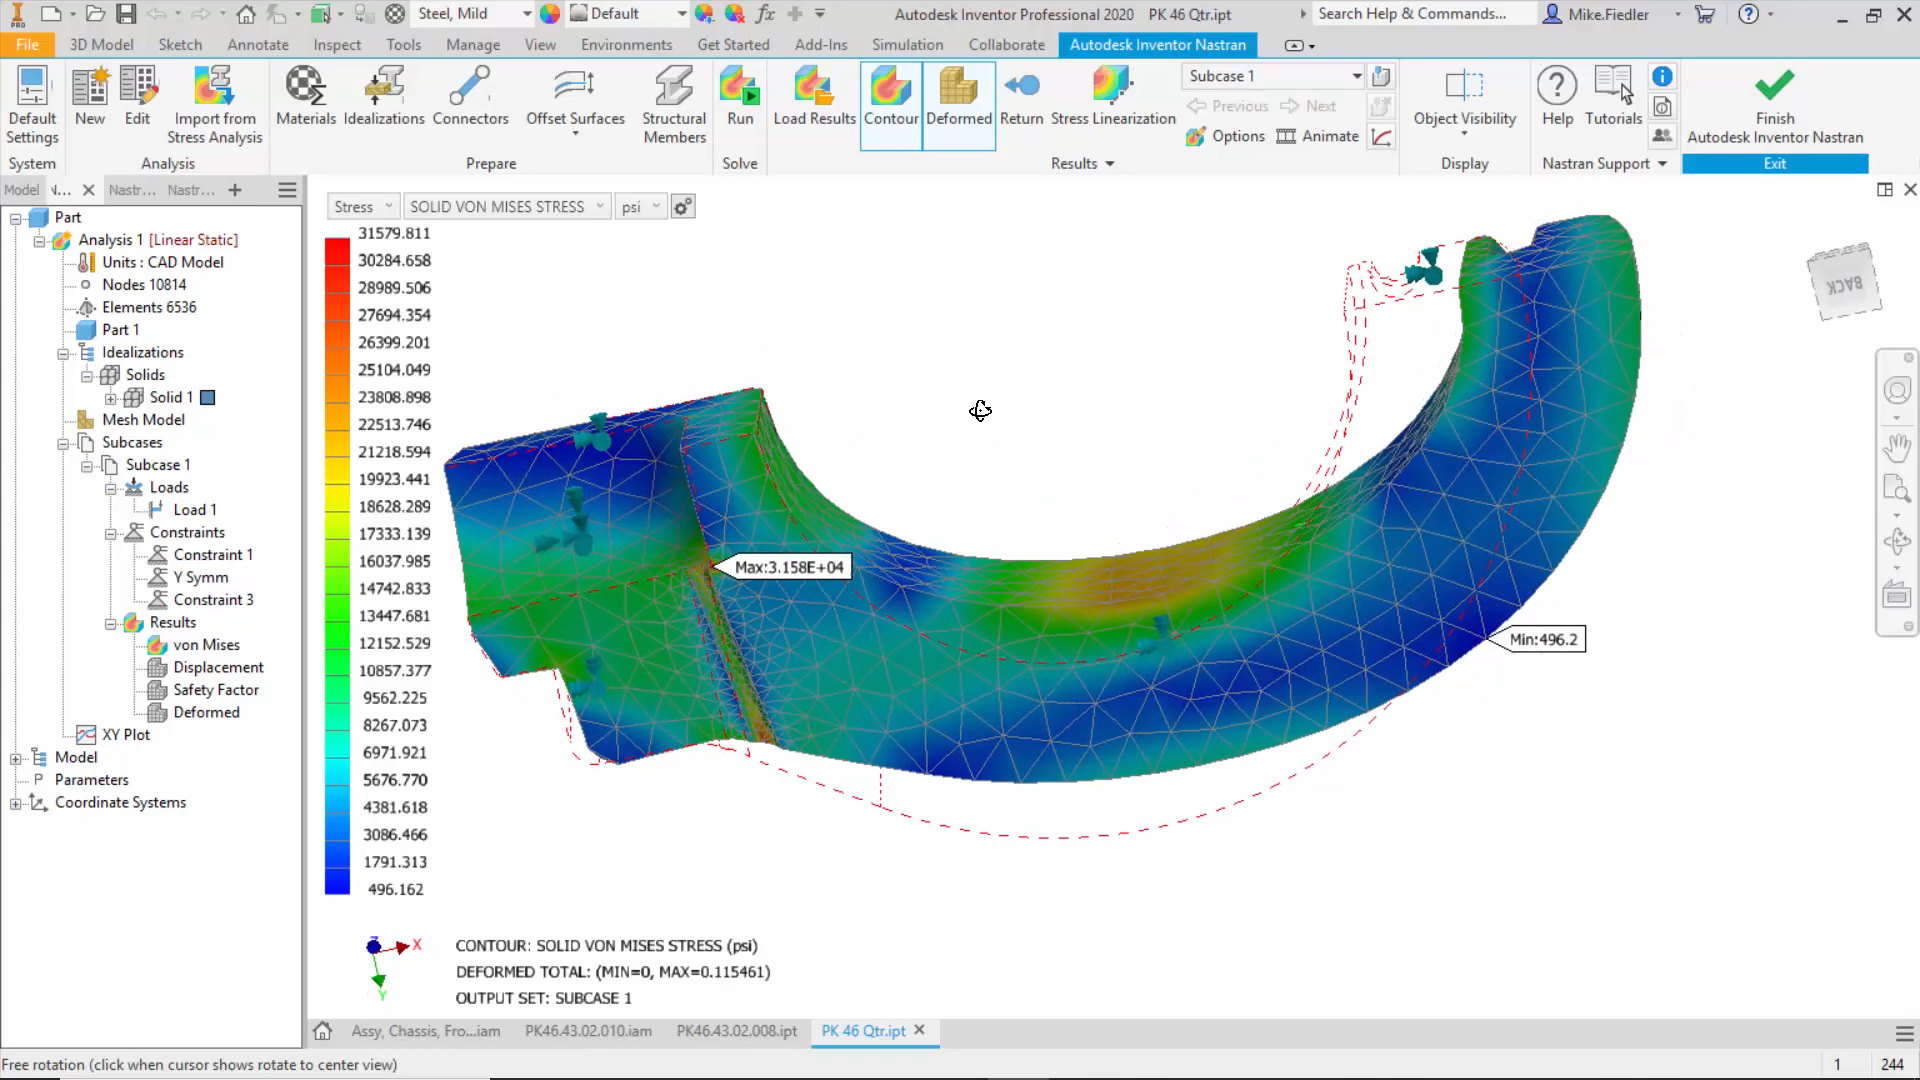 Steel, Mild
Default
fx
Autodesk Inventor Professional 2020 PK 46 Qtr.ipt
Search Help & Commands...
Mike.Fiedler
File 3D Model Sketch Annotate Inspect Tools Manage View Environments Get Started Add-Ins Simulation Collaborate Autodesk Inventor Nastran
Default Settings
New
Edit
Import from Stress Analysis
Materials
Idealizations
Connectors
Offset Surfaces
Structural Members
Run
Load Results
Contour
Deformed
Return
Stress Linearization
Subcase 1
Previous
Next
Options
Animate
Object Visibility
Help
Tutorials
Finish Autodesk Inventor Nastran
System
Analysis
Prepare
Solve
Results
Display
Nastran Support
Exit
Model N... Nastr... Nastr...
Part
Analysis 1 [Linear Static]
Units : CAD Model
Nodes 10814
Elements 6536
Part 1
Idealizations
Solids
Solid 1
Mesh Model
Subcases
Subcase 1
Loads
Load 1
Constraints
Constraint 1
Y Symm
Constraint 3
Results
von Mises
Displacement
Safety Factor
Deformed
XY Plot
Model
P Parameters
Coordinate Systems
Stress
SOLID VON MISES STRESS
psi
31579.811
30284.658
28989.506
27694.354
26399.201
25104.049
23808.898
22513.746
21218.594
19923.441
18628.289
17333.139
16037.985
14742.833
13447.681
12152.529
10857.377
9562.225
8267.073
6971.921
5676.770
4381.618
3086.466
1791.313
496.162
Max:3.158E+04
Min:496.2
BACK
Z
X
Y
CONTOUR: SOLID VON MISES STRESS (psi)
DEFORMED TOTAL: (MIN=0, MAX=0.115461)
OUTPUT SET: SUBCASE 1
Assy, Chassis, Fro...iam PK46.43.02.010.iam PK46.43.02.008.ipt PK 46 Qtr.ipt
Free rotation (click when cursor shows rotate to center view)
1 244